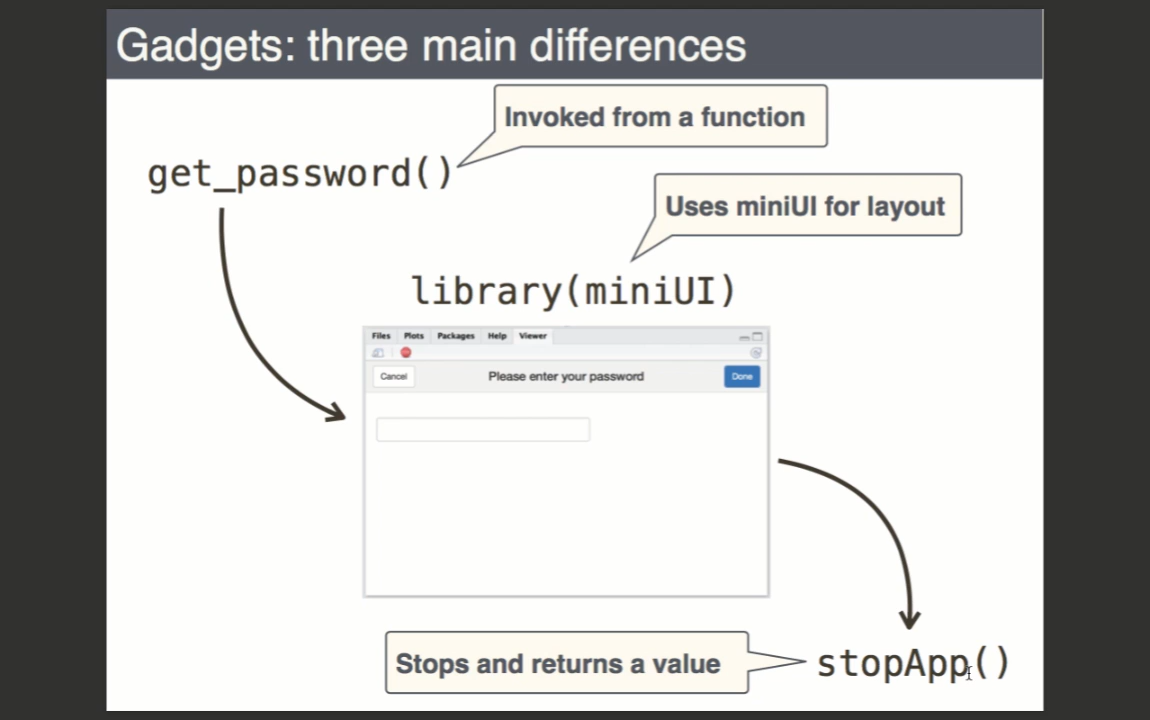 Gadgets: three main differences
Invoked from a function
get_password()
Uses miniUI for layout
library(miniUI)
Files Plots Packages Help Viewer
Cancel Please enter your password Done
Stops and returns a value
stopApp()